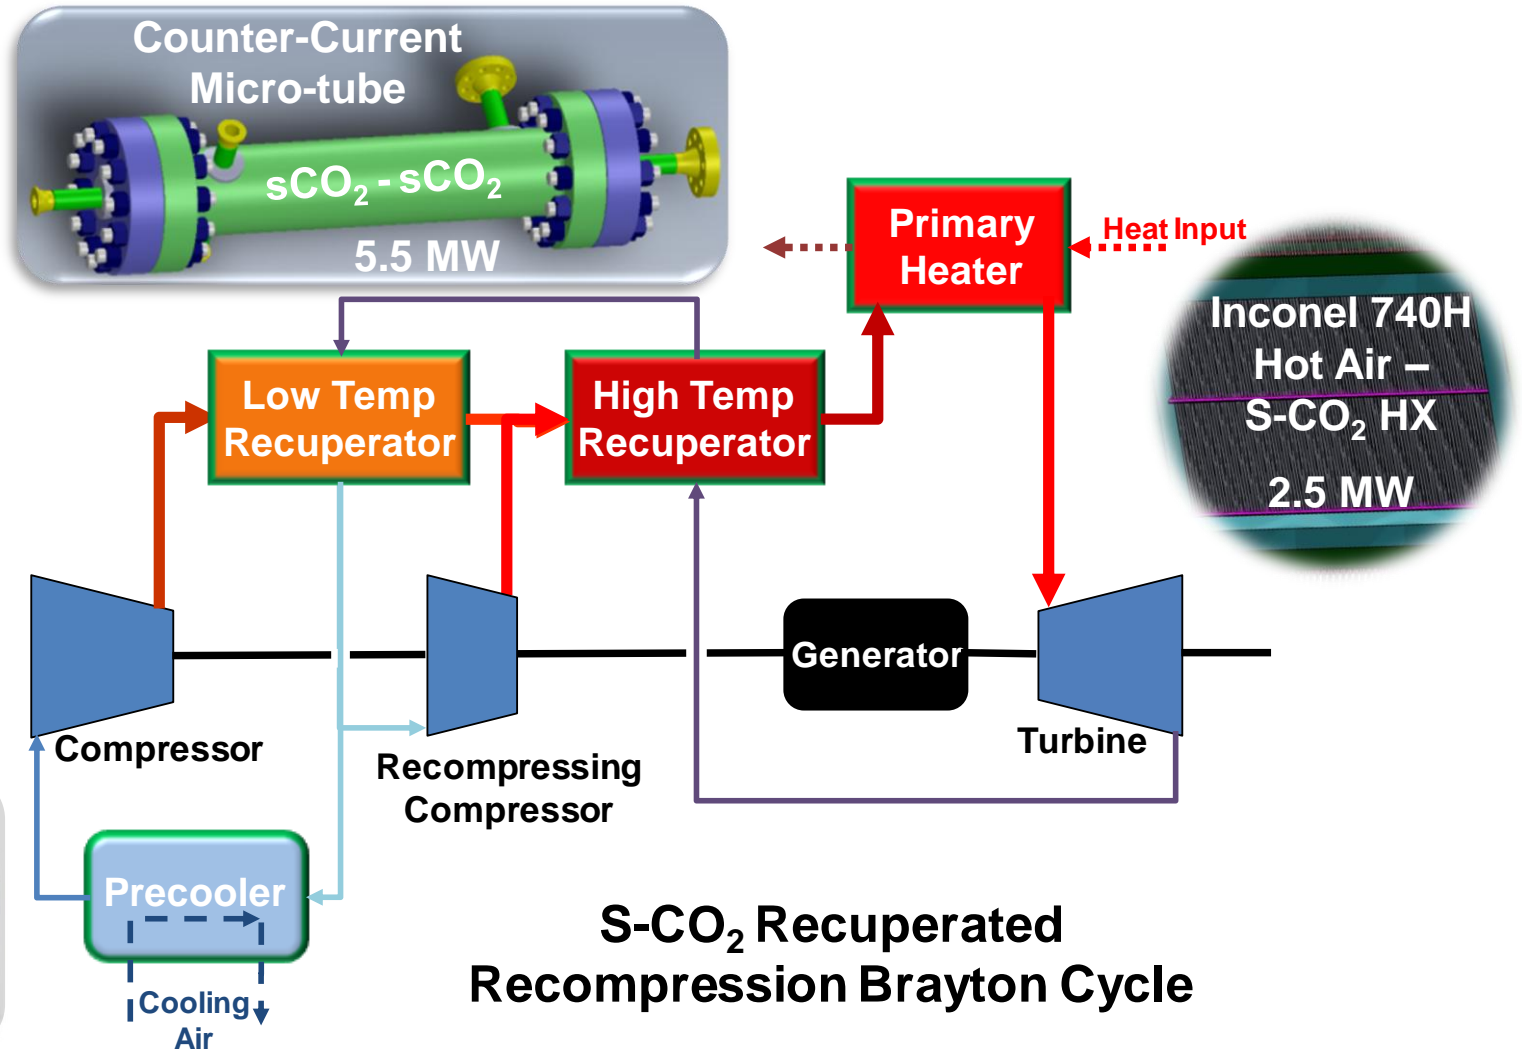 Counter-Current
Micro-tube
sCO₂ - sCO₂
5.5 MW
Primary
Heater
Heat Input
Inconel 740H
Hot Air –
S-CO₂ HX
2.5 MW
Low Temp
Recuperator
High Temp
Recuperator
Generator
Compressor
Recompressing
Compressor
Turbine
Precooler
Cooling
Air
S-CO₂ Recuperated
Recompression Brayton Cycle